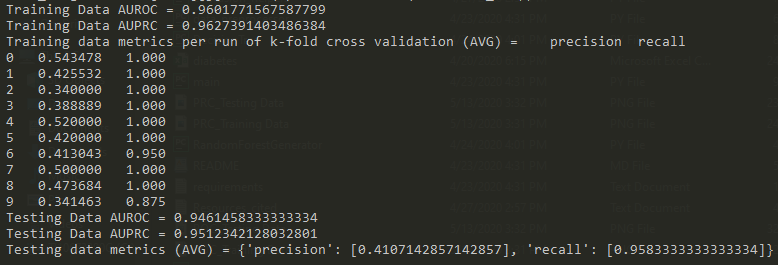 Training Data AUROC = 0.9601771567587799
Training Data AUPRC = 0.9627391403486384
Training data metrics per run of k-fold cross validation (AVG) =    precision  recall
0   0.543478   1.000
1   0.425532   1.000
2   0.340000   1.000
3   0.388889   1.000
4   0.520000   1.000
5   0.420000   1.000
6   0.413043   0.950
7   0.500000   1.000
8   0.473684   1.000
9   0.341463   0.875
Testing Data AUROC = 0.9461458333333334
Testing Data AUPRC = 0.9512342128032801
Testing data metrics (AVG) = {'precision': [0.4107142857142857], 'recall': [0.9583333333333334]}